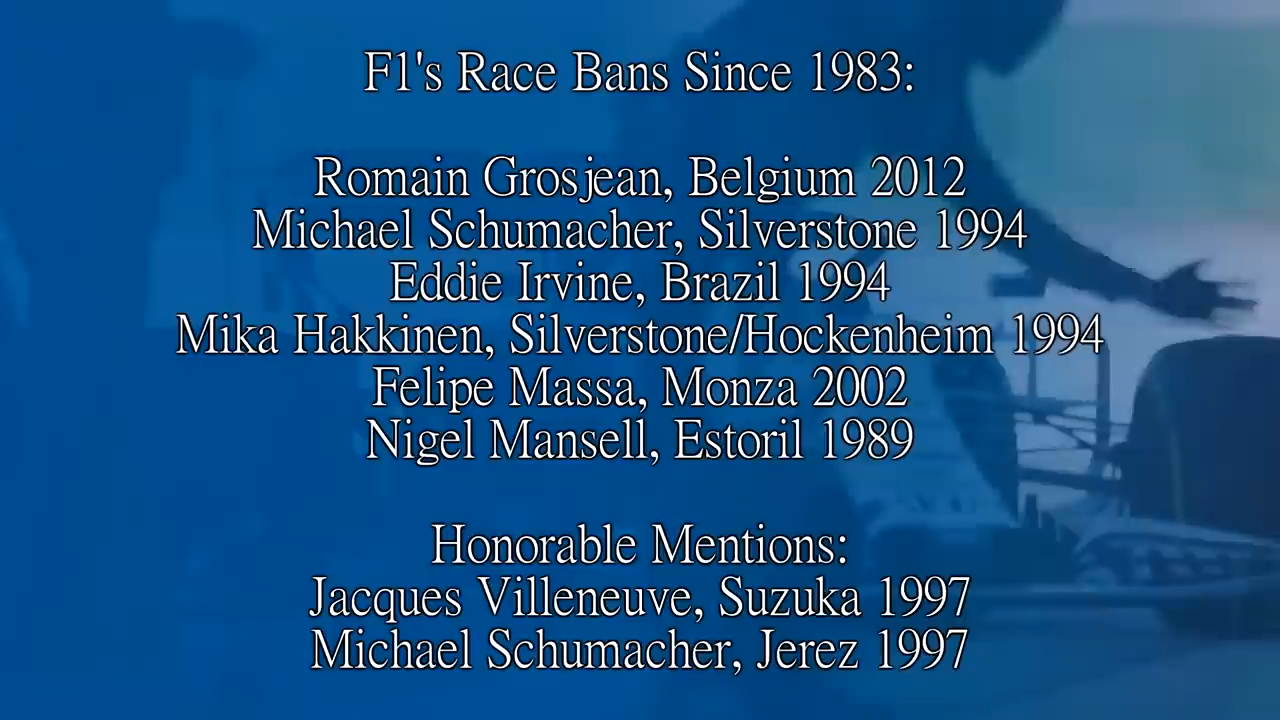 F1's Race Bans Since 1983:
Romain Grosjean, Belgium 2012
Michael Schumacher, Silverstone 1994
Eddie Irvine, Brazil 1994
Mika Hakkinen, Silverstone/Hockenheim 1994
Felipe Massa, Monza 2002
Nigel Mansell, Estoril 1989
Honorable Mentions:
Jacques Villeneuve, Suzuka 1997
Michael Schumacher, Jerez 1997